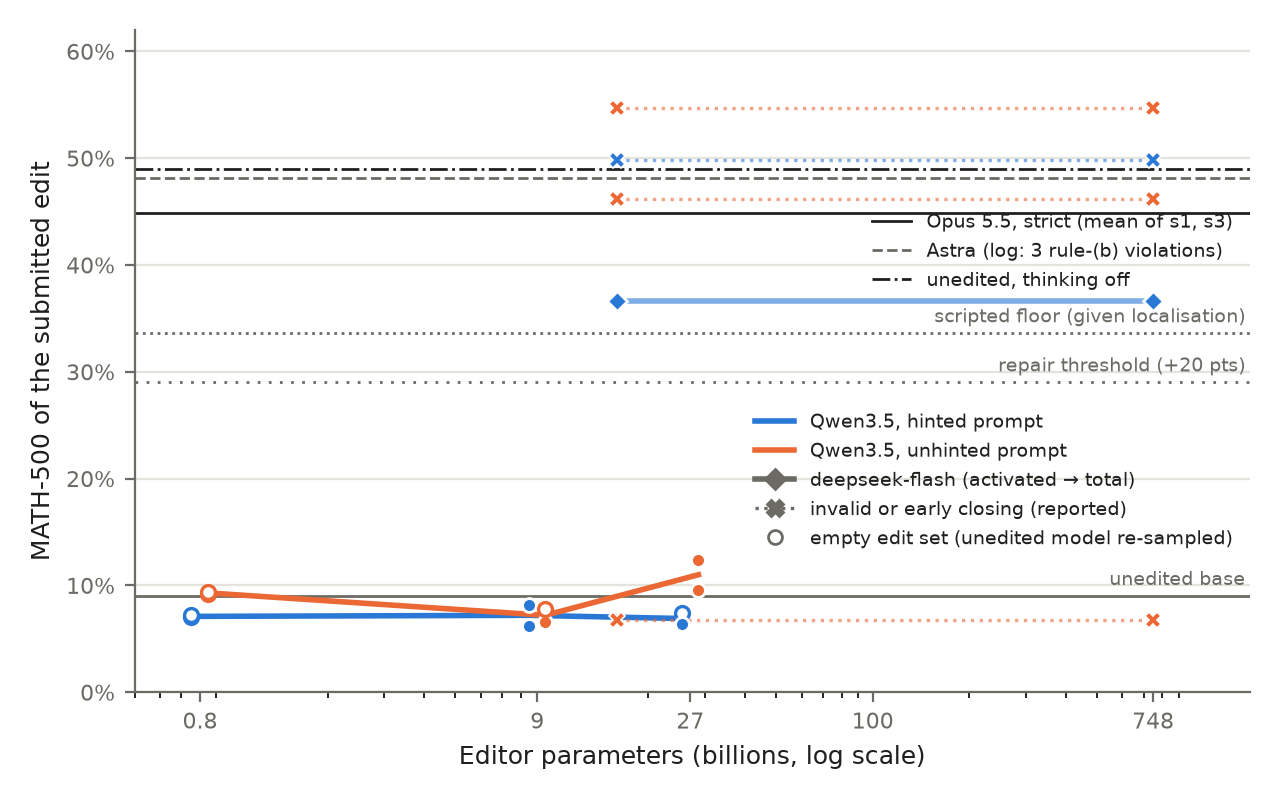 60%
50%
40%
30%
20%
10%
0%
MATH-500 of the submitted edit
Opus 5.5, strict (mean of s1, s3)
Astra (log: 3 rule-(b) violations)
unedited, thinking off
scripted floor (given localisation)
repair threshold (+20 pts)
Qwen3.5, hinted prompt
Qwen3.5, unhinted prompt
deepseek-flash (activated → total)
invalid or early closing (reported)
empty edit set (unedited model re-sampled)
unedited base
0.8
9
27
100
748
Editor parameters (billions, log scale)